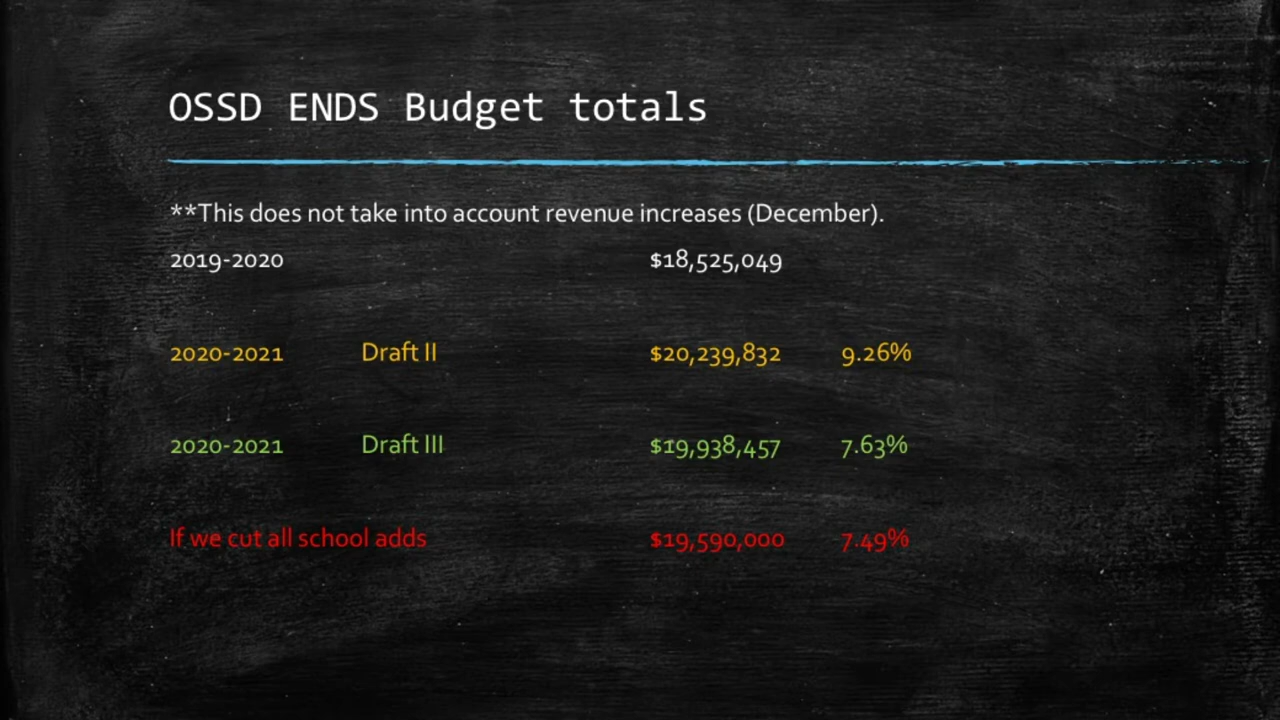 OSSD ENDS Budget totals
**This does not take into account revenue increases (December).
2019-2020 $18,525,049
2020-2021 Draft II $20,239,832 9.26%
2020-2021 Draft III $19,938,457 7.63%
If we cut all school adds $19,590,000 7.49%